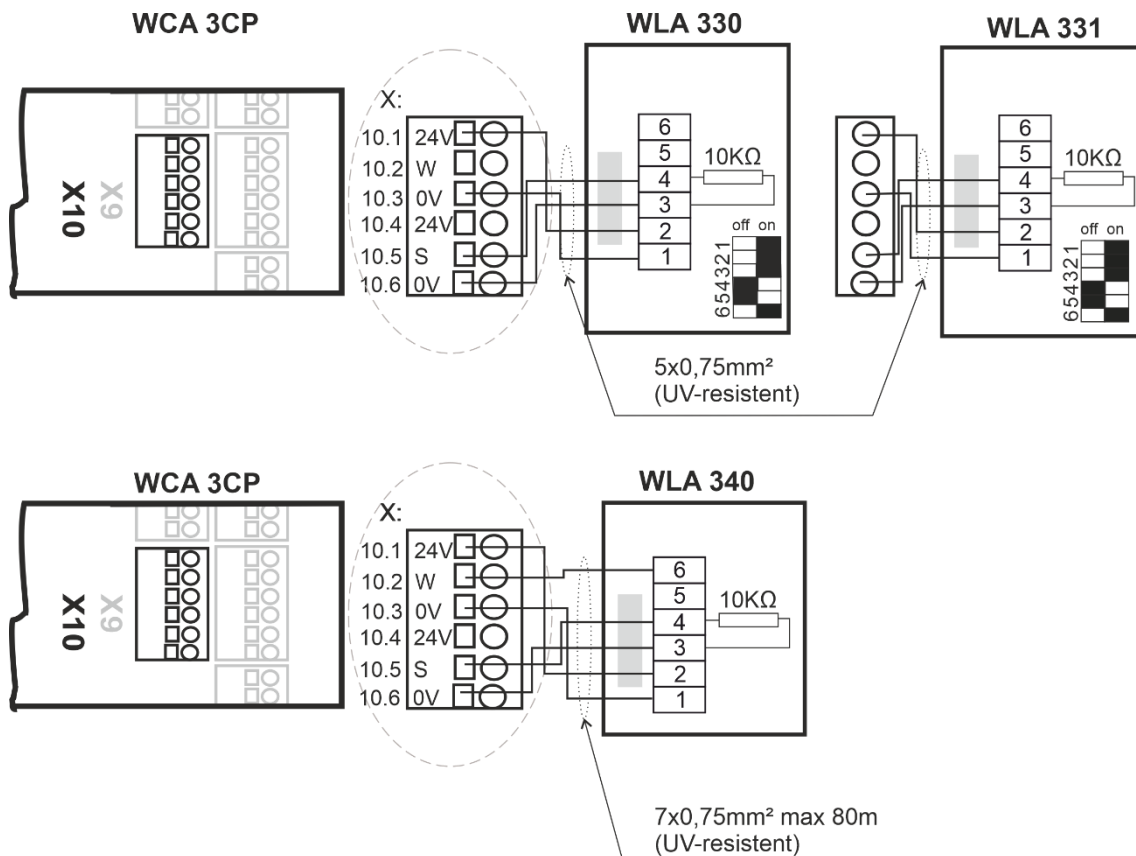 WCA 3CP
WLA 330
WLA 331
X10
X9
X:
10.1 24V
10.2 W
10.3 0V
10.4 24V
10.5 S
10.6 0V
6
5
4
3
2
1
10KΩ
off on
654321
6
5
4
3
2
1
10KΩ
off on
654321
5x0,75mm²
(UV-resistent)
WCA 3CP
WLA 340
X10
X9
X:
10.1 24V
10.2 W
10.3 0V
10.4 24V
10.5 S
10.6 0V
6
5
4
3
2
1
10KΩ
7x0,75mm² max 80m
(UV-resistent)